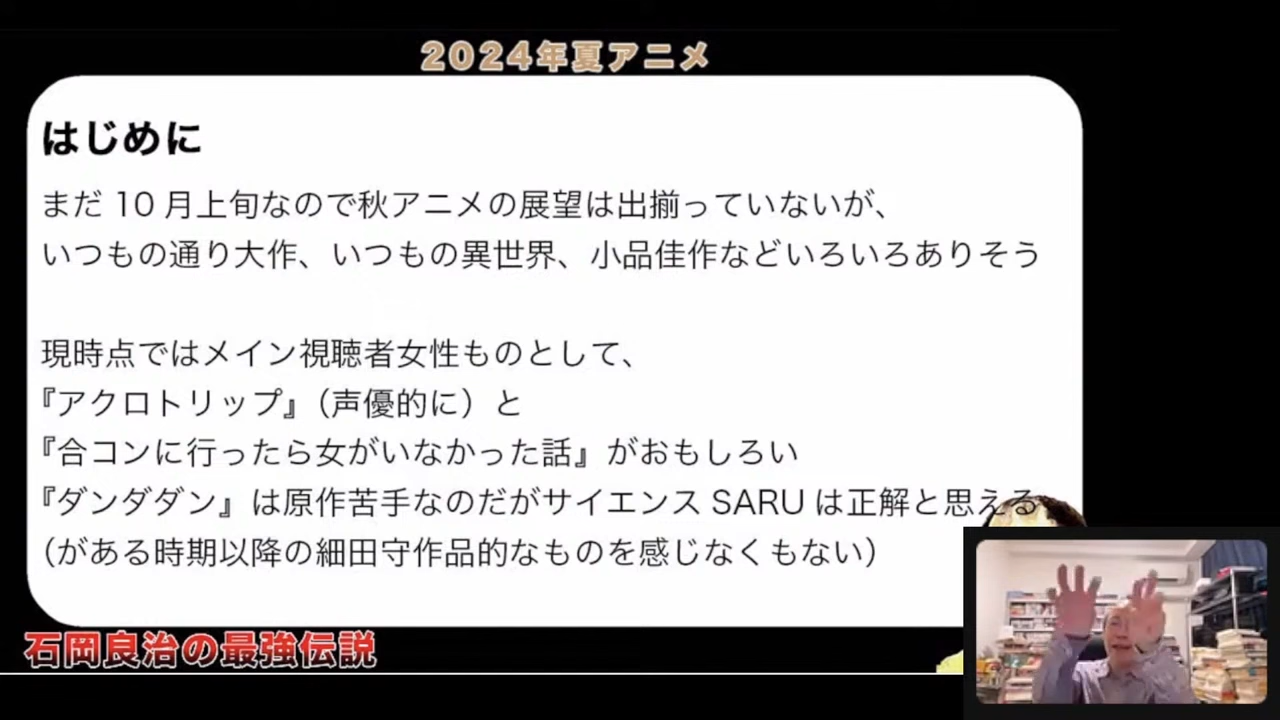 2024年夏アニメ
はじめに
まだ 10 月上旬なので秋アニメの展望は出揃っていないが、
いつもの通り大作、いつもの異世界、小品佳作などいろいろありそう
現時点ではメイン視聴者女性ものとして、
『アクロトリップ』（声優的に）と
『合コンに行ったら女がいなかった話』がおもしろい
『ダンダダン』は原作苦手なのだがサイエンス SARU は正解と思える
（がある時期以降の細田守作品的なものを感じなくもない）
石岡良治の最強伝説